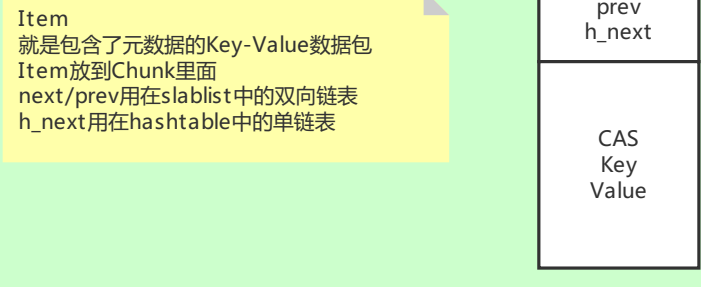 Item
就是包含了元数据的Key-Value数据包
Item放到Chunk里面
next/prev用在slablist中的双向链表
h_next用在hashtable中的单链表
prev
h_next
CAS
Key
Value